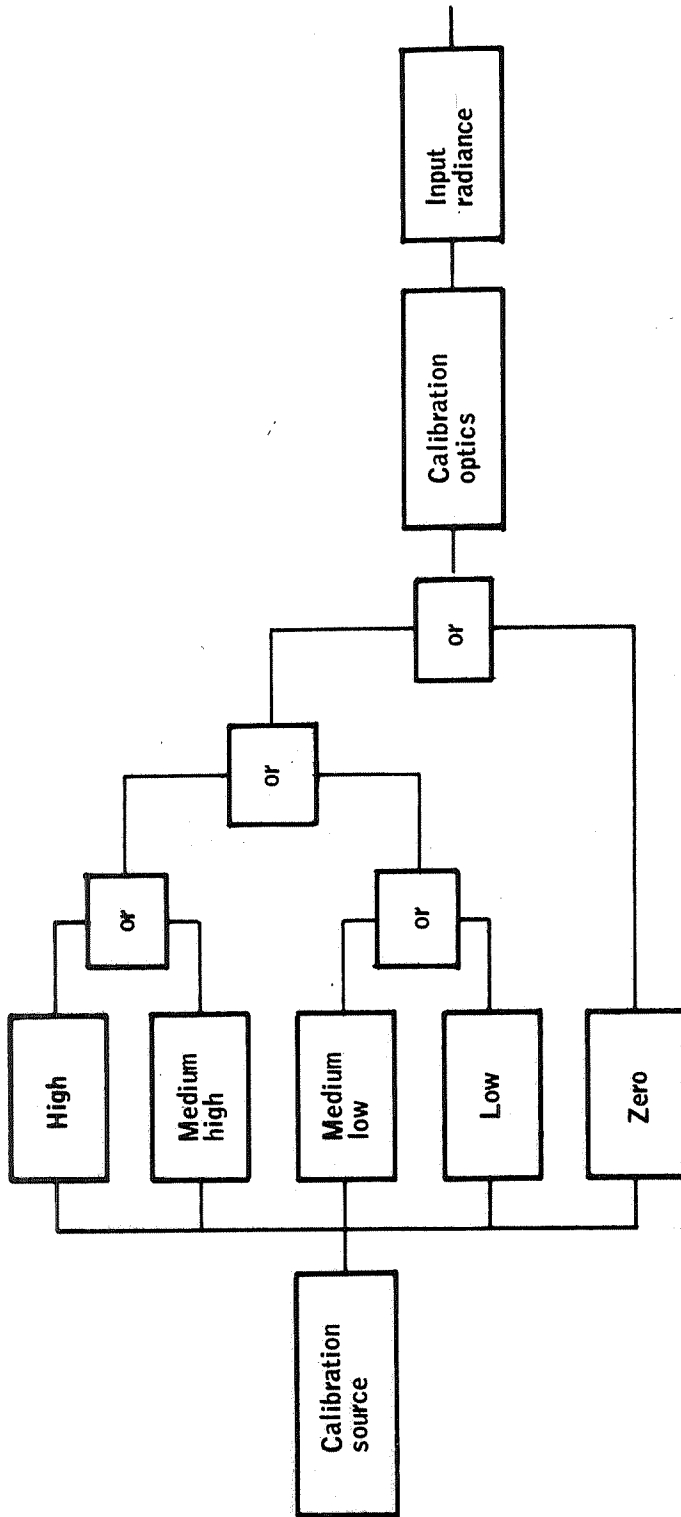 Calibration
source
High
Medium
high
Medium
low
Low
Zero
or
or
or
or
Calibration
optics
Input
radiance